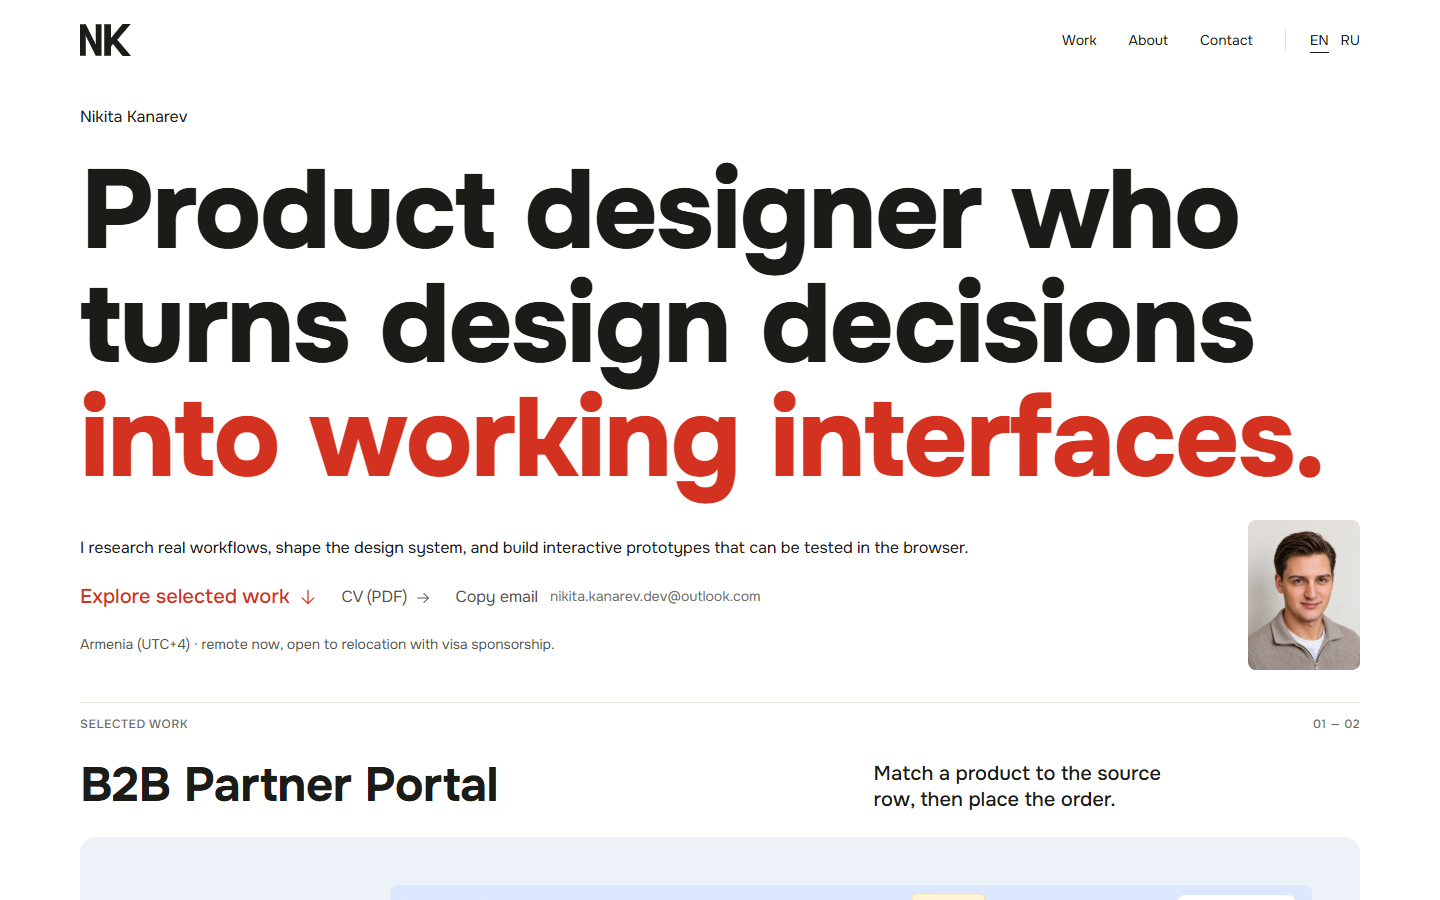 NK
Work
About
Contact
EN
RU
Nikita Kanarev
Product designer who
turns design decisions
into working interfaces.
I research real workflows, shape the design system, and build interactive prototypes that can be tested in the browser.
Explore selected work ↓
CV (PDF) →
Copy email
nikita.kanarev.dev@outlook.com
Armenia (UTC+4) · remote now, open to relocation with visa sponsorship.
SELECTED WORK
01 — 02
B2B Partner Portal
Match a product to the source
row, then place the order.